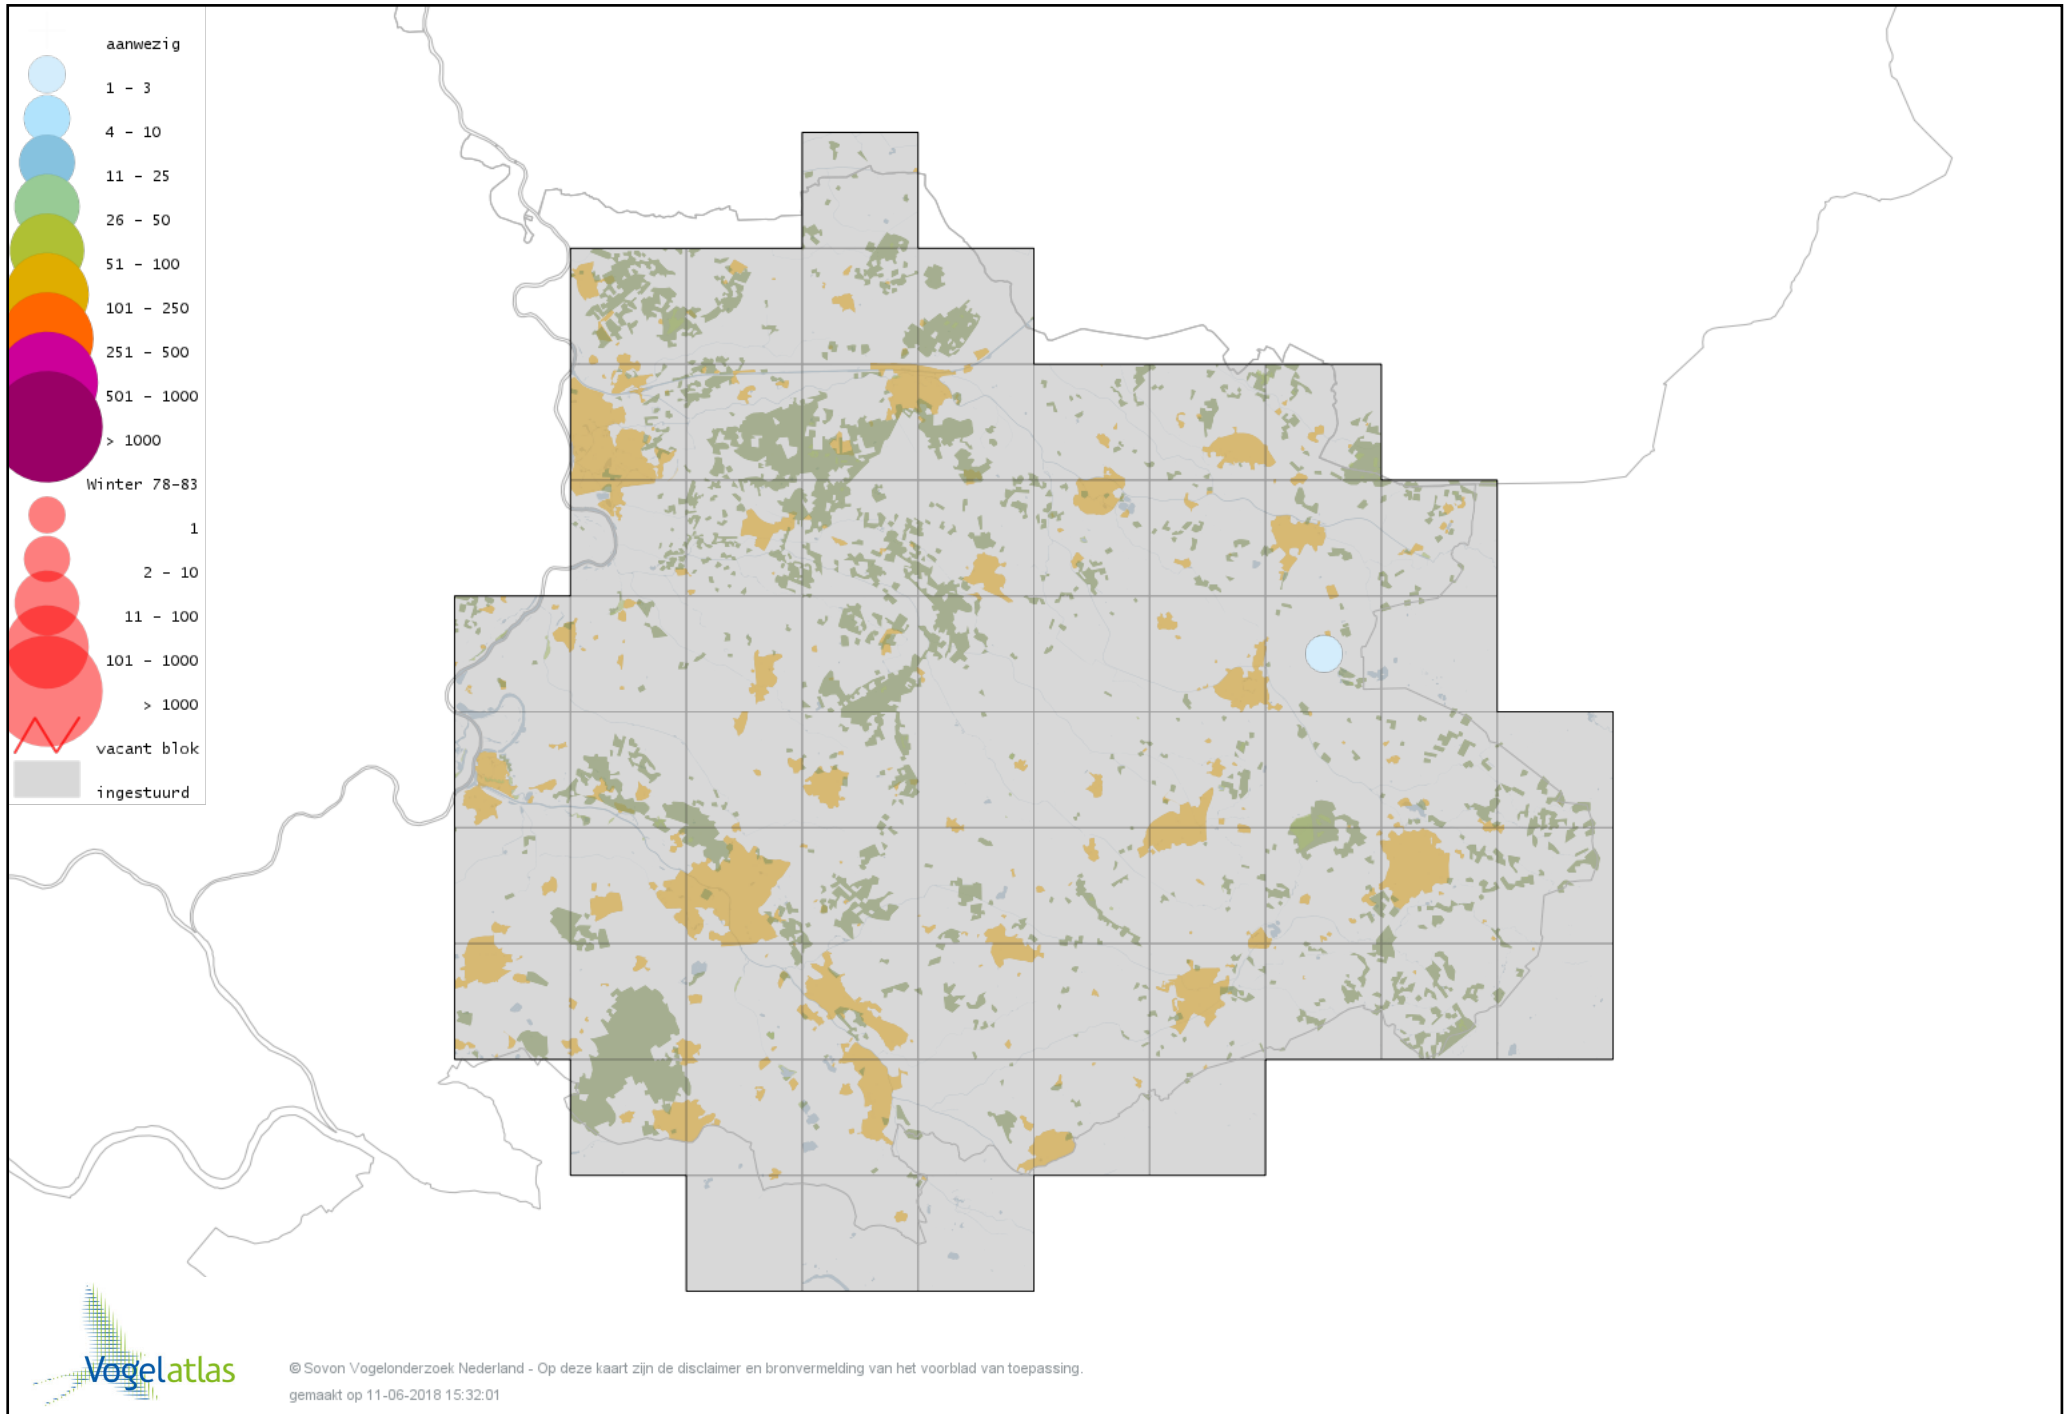 aanwezig
1 - 3
4 - 10
11 - 25
26 - 50
51 - 100
101 - 250
251 - 500
501 - 1000
> 1000
Winter 78-83
1
2 - 10
11 - 100
101 - 1000
> 1000
vacant blok
ingestuurd
Vogelatlas
© Sovon Vogelonderzoek Nederland - Op deze kaart zijn de disclaimer en bronvermelding van het voorblad van toepassing.
gemaakt op 11-06-2018 15:32:01